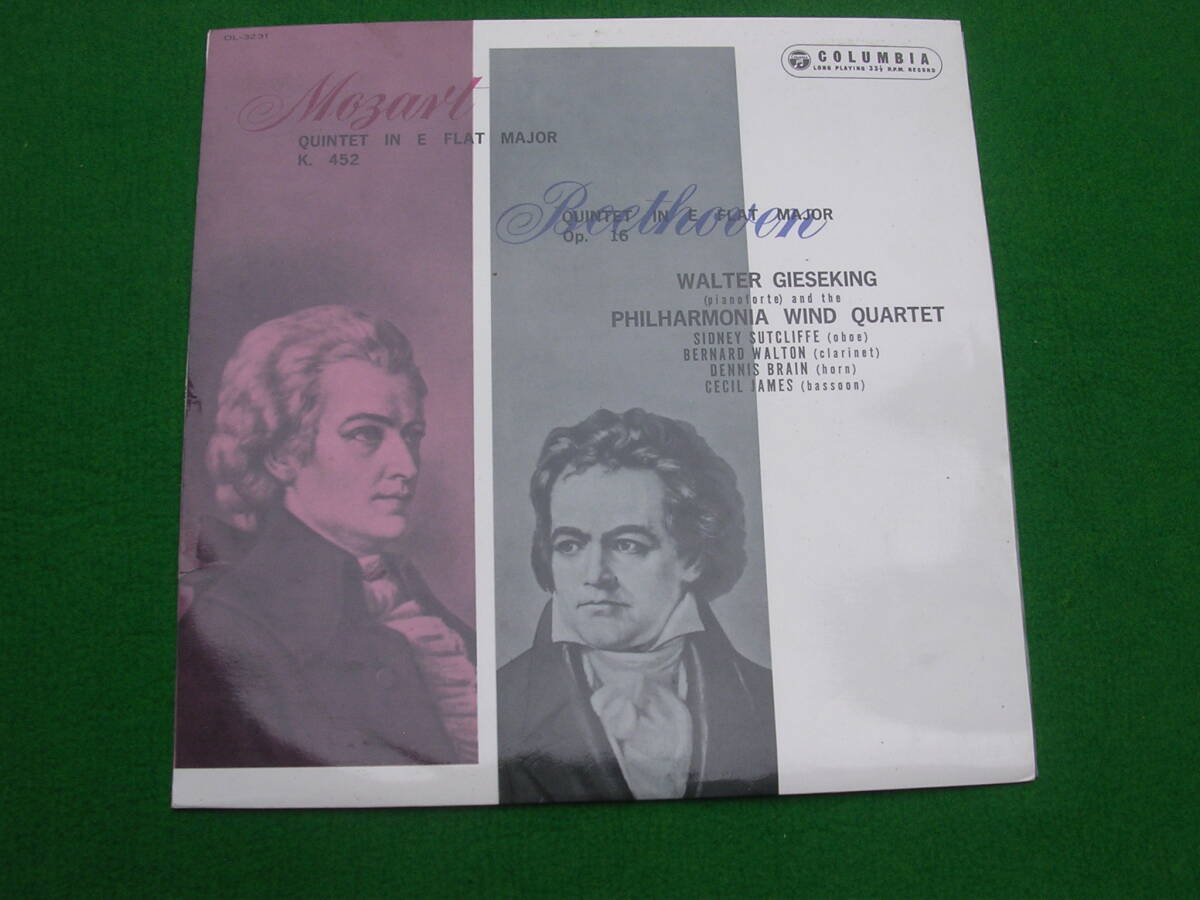 OL-3231
COLUMBIA
LONG PLAYING 33⅓ R.P.M. RECORD
Mozart
QUINTET IN E FLAT MAJOR
K. 452
Beethoven
QUINTET IN E FLAT MAJOR
Op. 16
WALTER GIESEKING
(pianoforte) and the
PHILHARMONIA WIND QUARTET
SIDNEY SUTCLIFFE (oboe)
BERNARD WALTON (clarinet)
DENNIS BRAIN (horn)
CECIL JAMES (bassoon)